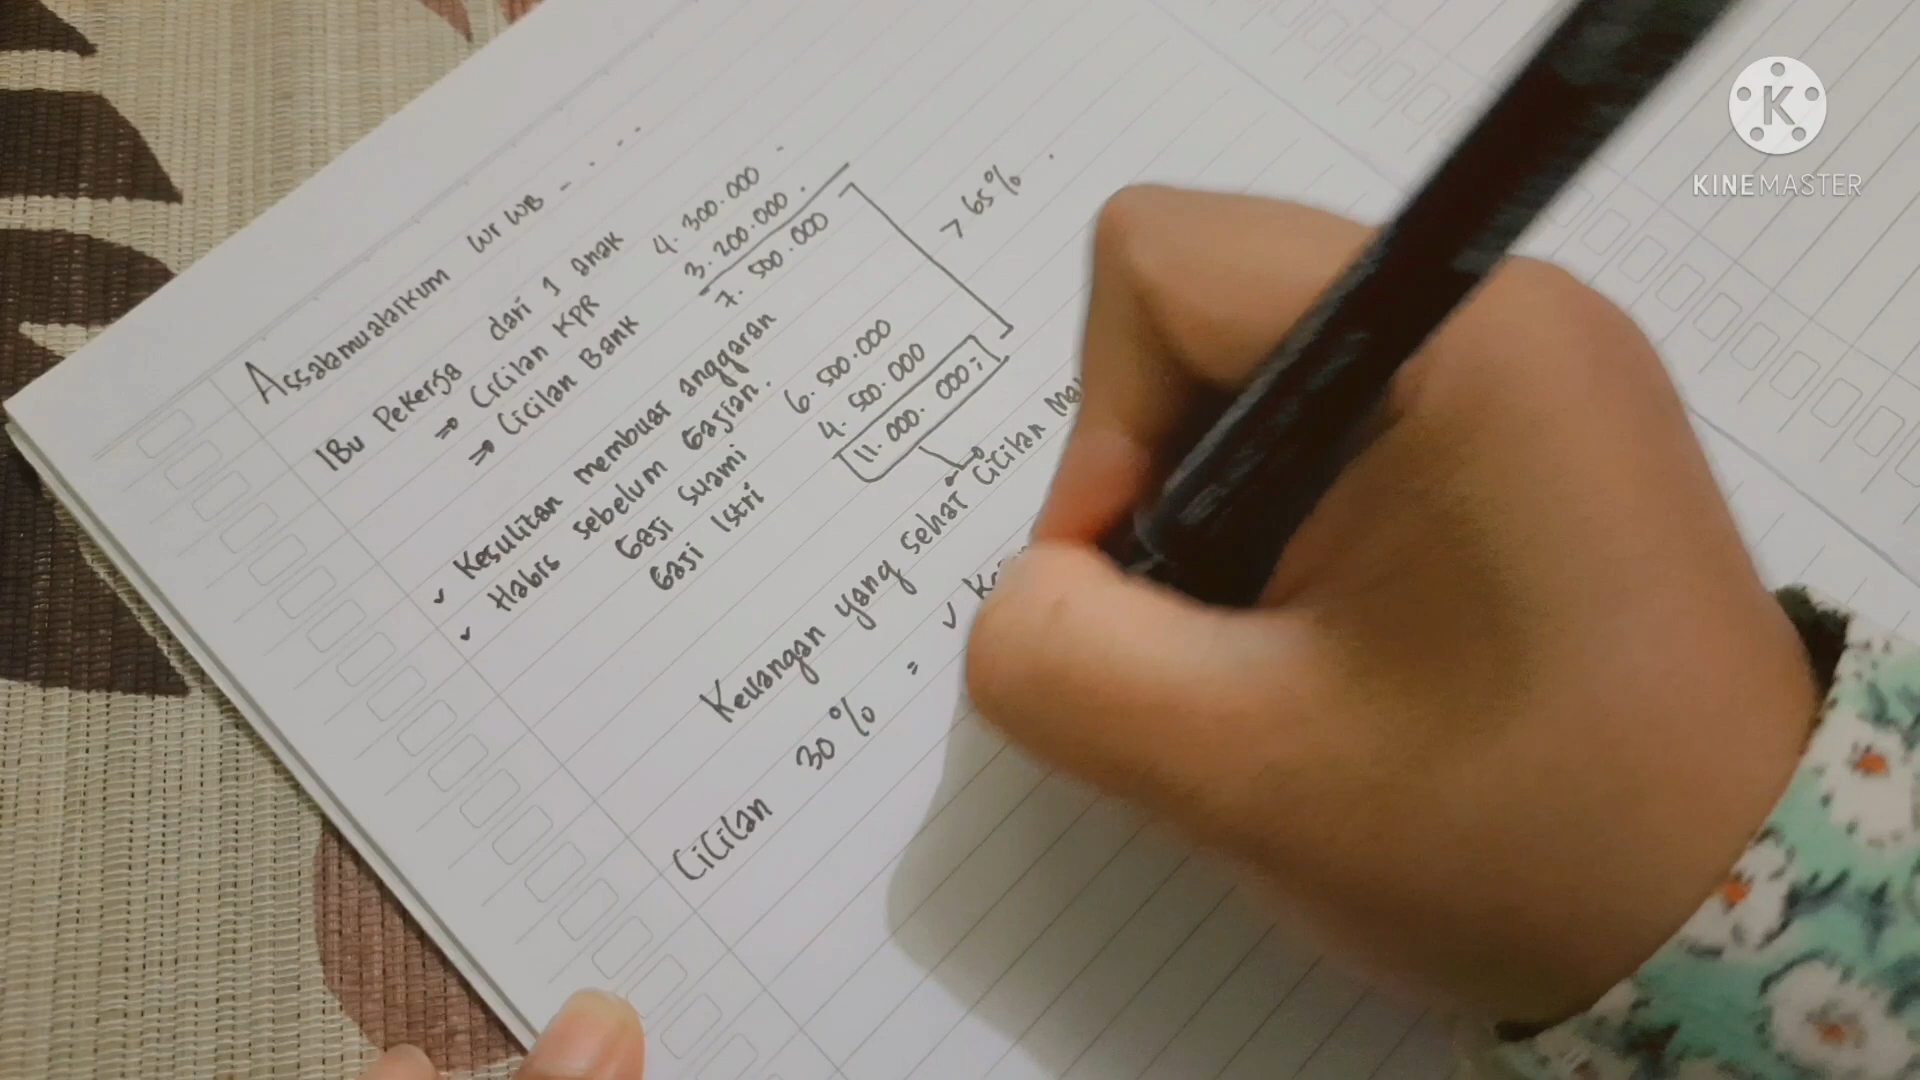 Assalamualaikum Wr WB - . . . .
IBu Pekerja dari 1 anak
⇒ Cicilan KPR 4.300.000 -
⇒ Cicilan Bank 3.200.000 .
7.500.000
> 65% .
✓ Kesulitan membuat anggaran
✓ Habis sebelum Gajian.
Gaji Suami 6.500.000
Gaji Istri 4.500.000
11.000.000
Keuangan yang sehat Cicilan
Cicilan 30% = ✓
KINEMASTER